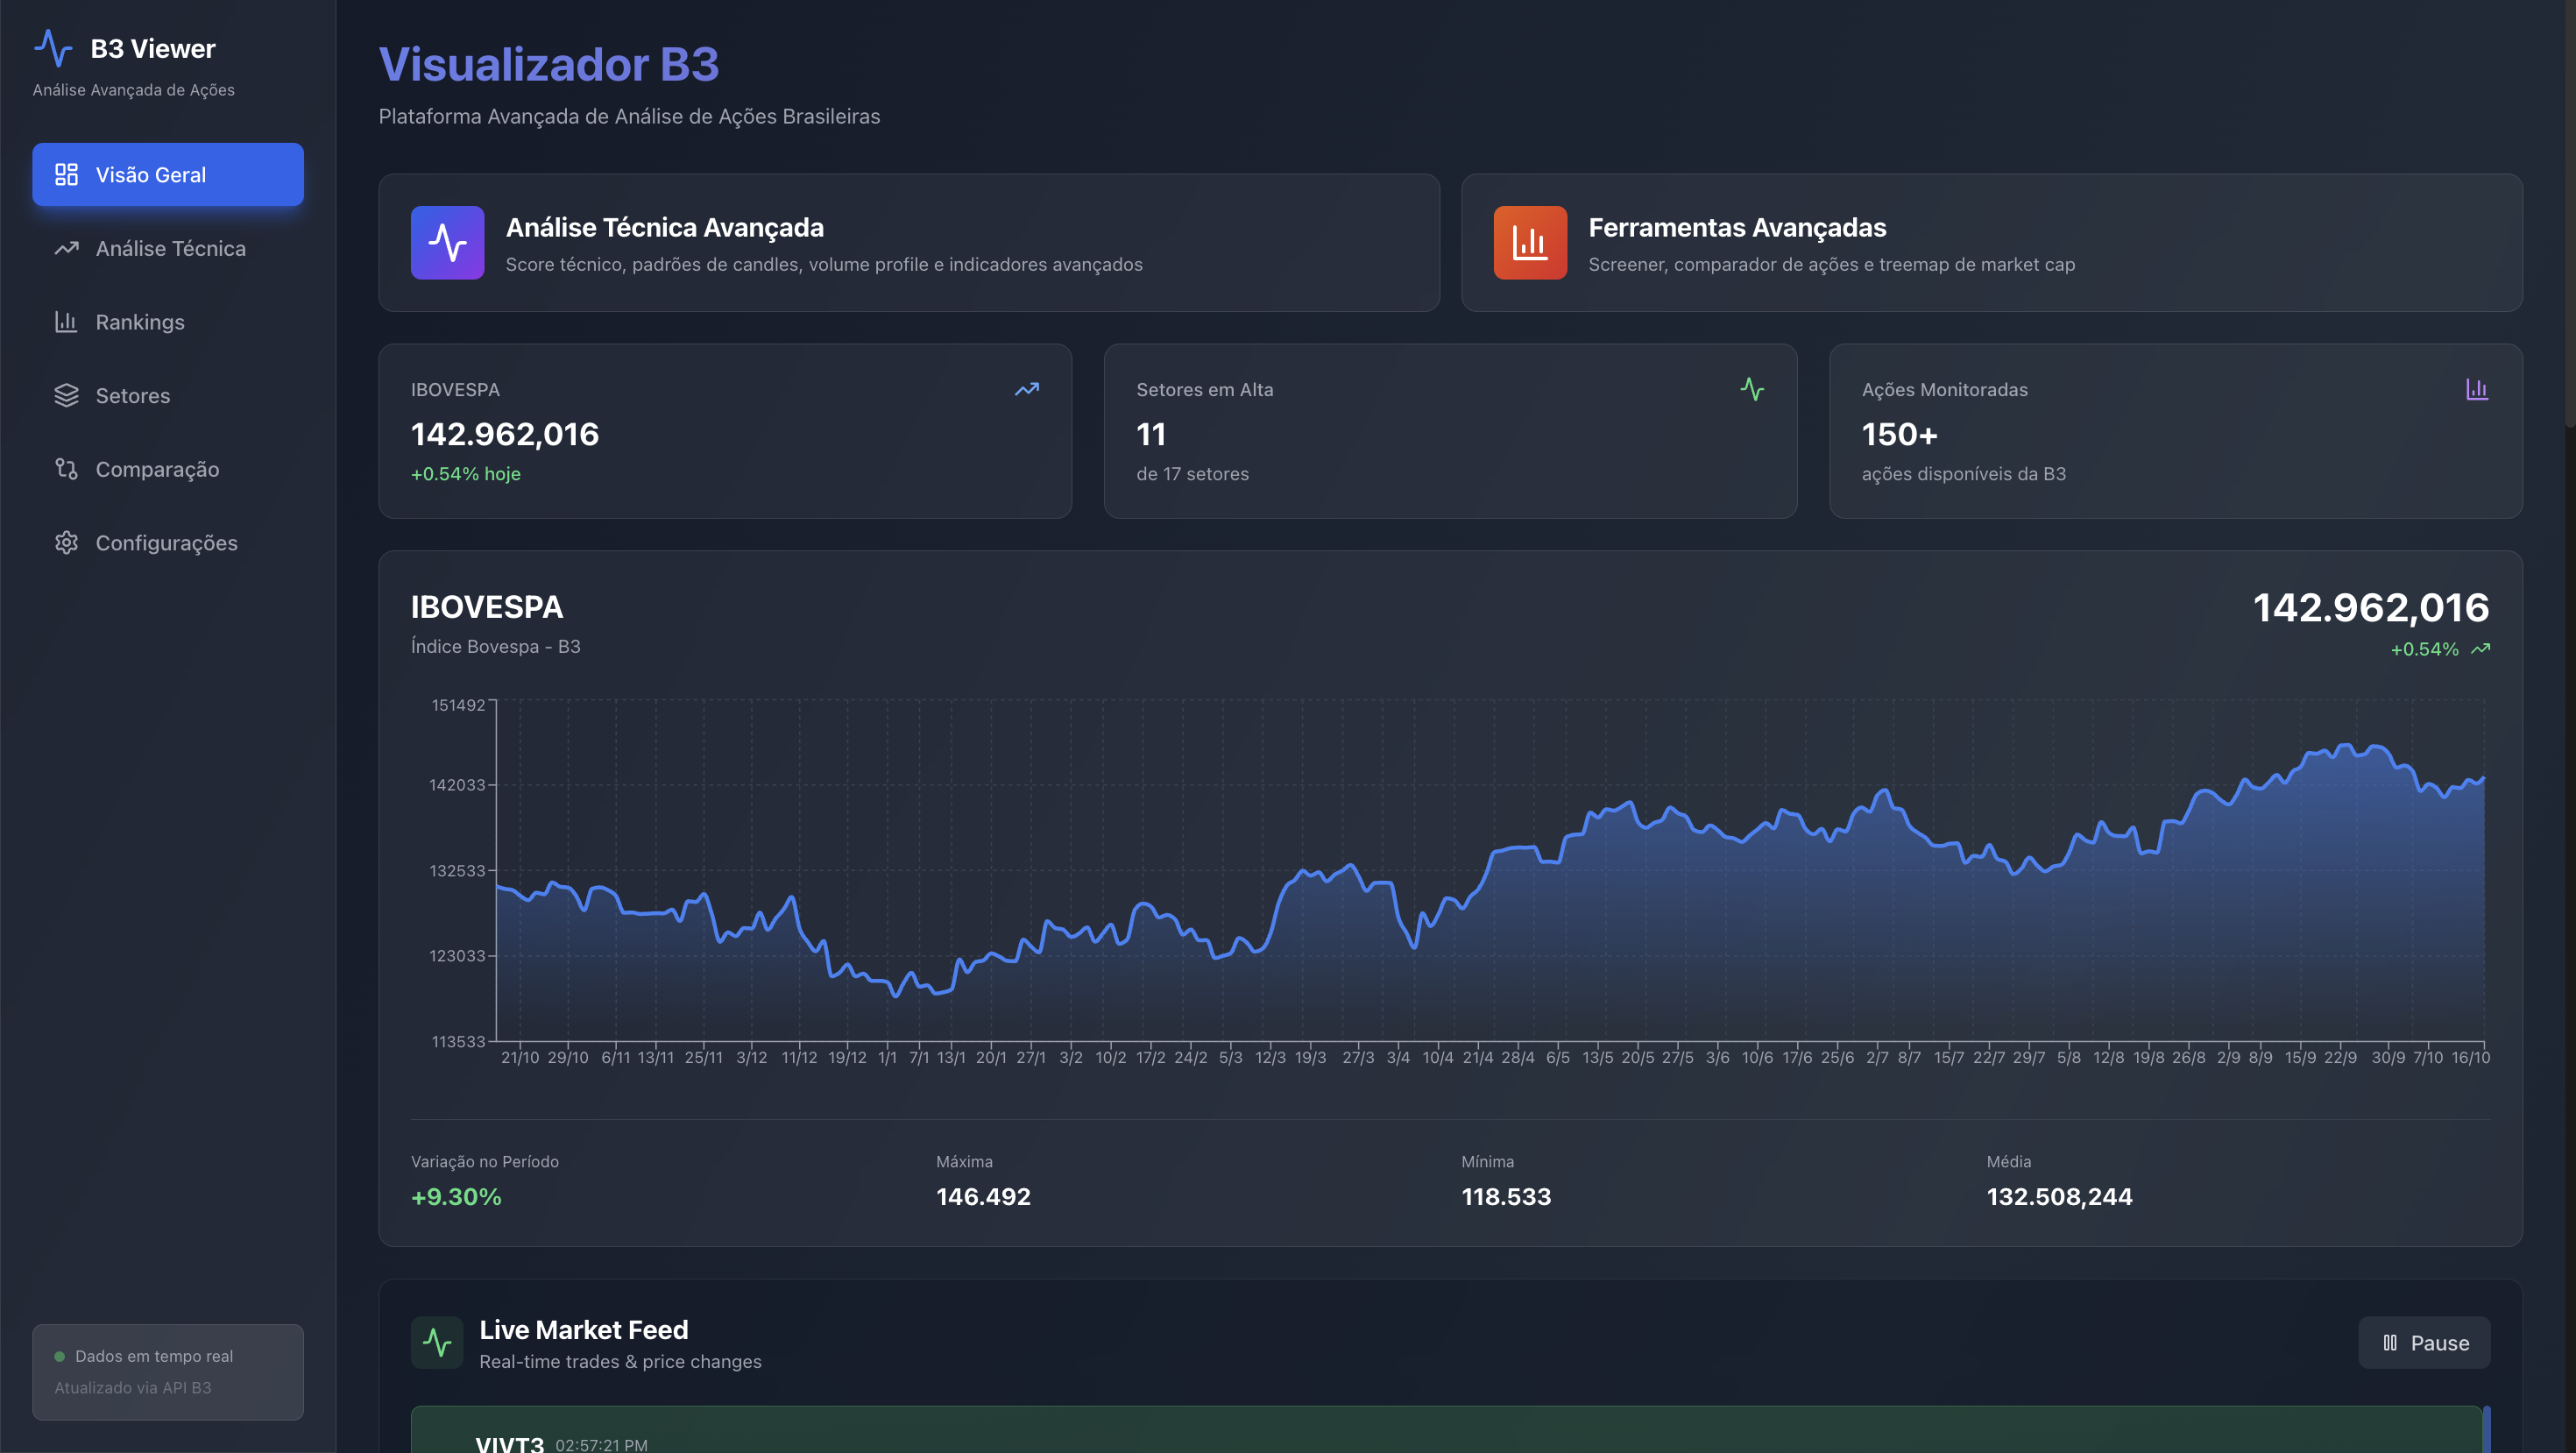 B3 Viewer
Análise Avançada de Ações
Visão Geral
Análise Técnica
Rankings
Setores
Comparação
Configurações
Dados em tempo real
Atualizado via API B3
Visualizador B3
Plataforma Avançada de Análise de Ações Brasileiras
Análise Técnica Avançada
Score técnico, padrões de candles, volume profile e indicadores avançados
Ferramentas Avançadas
Screener, comparador de ações e treemap de market cap
IBOVESPA
142.962,016
+0.54% hoje
Setores em Alta
11
de 17 setores
Ações Monitoradas
150+
ações disponíveis da B3
IBOVESPA
Índice Bovespa - B3
142.962,016
+0.54%
151492
142033
132533
123033
113533
21/10 29/10 6/11 13/11 25/11 3/12 11/12 19/12 1/1 7/1 13/1 20/1 27/1 3/2 10/2 17/2 24/2 5/3 12/3 19/3 27/3 3/4 10/4 21/4 28/4 6/5 13/5 20/5 27/5 3/6 10/6 17/6 25/6 2/7 8/7 15/7 22/7 29/7 5/8 12/8 19/8 26/8 2/9 8/9 15/9 22/9 30/9 7/10 16/10
Variação no Período
+9.30%
Máxima
146.492
Mínima
118.533
Média
132.508,244
Live Market Feed
Real-time trades & price changes
Pause
VIVT3 02:57:21 PM